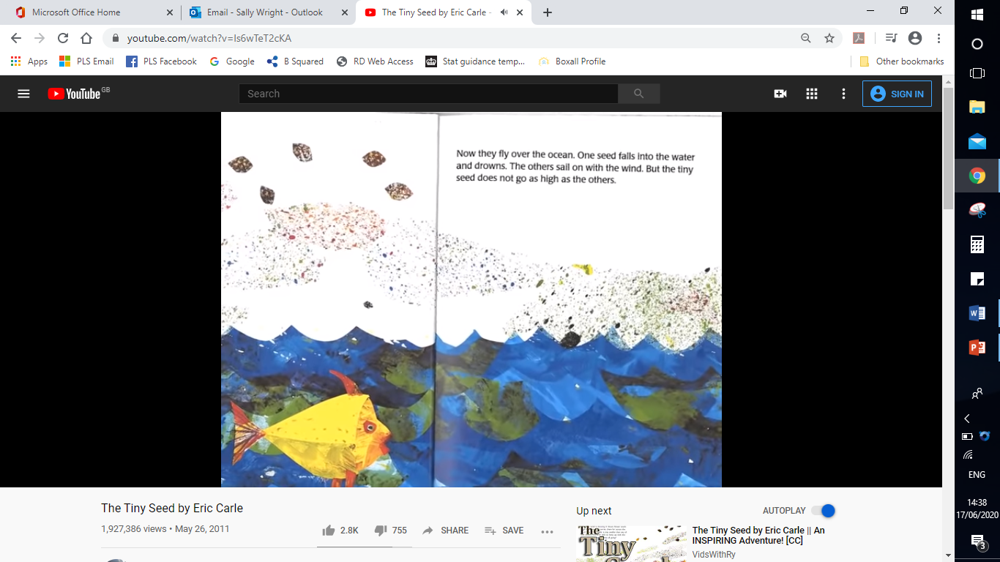 Microsoft Office Home
Email - Sally Wright - Outlook
The Tiny Seed by Eric Carle -
youtube.com/watch?v=Is6wTeT2cKA
Apps
PLS Email
PLS Facebook
Google
B Squared
RD Web Access
Stat guidance temp...
Boxall Profile
Other bookmarks
YouTube GB
Search
SIGN IN
Now they fly over the ocean. One seed falls into the water
and drowns. The others sail on with the wind. But the tiny
seed does not go as high as the others.
The Tiny Seed by Eric Carle
1,927,386 views • May 26, 2011
2.8K
755
SHARE
SAVE
Up next
AUTOPLAY
The
Tiny
The Tiny Seed by Eric Carle || An
INSPIRING Adventure! [CC]
VidsWithRy
ENG
14:38
17/06/2020
3